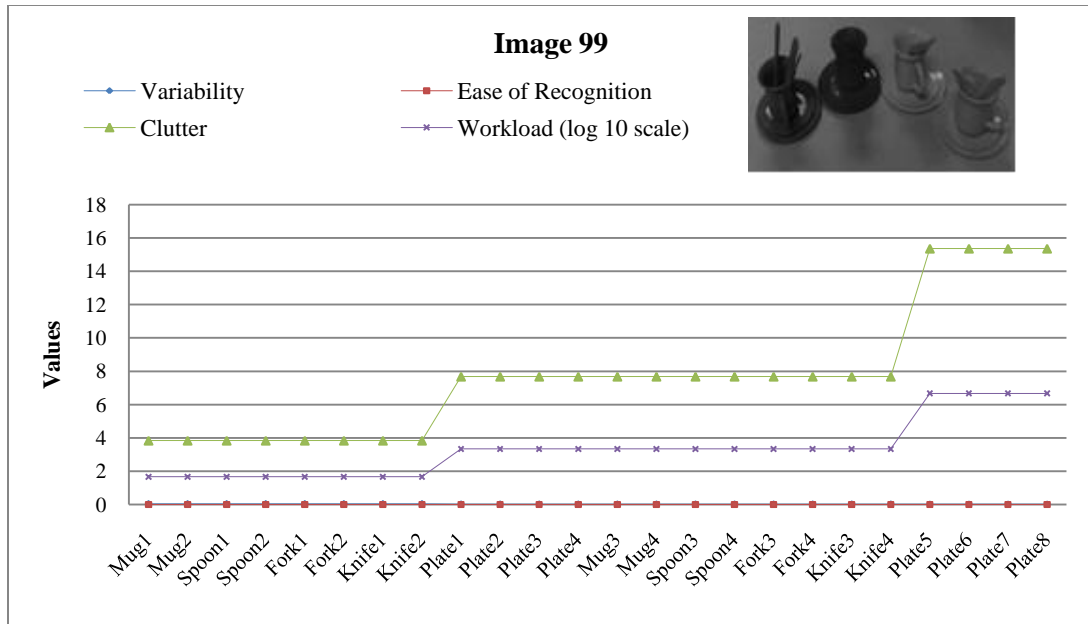 Image 99
Variability
Ease of Recognition
Clutter
Workload (log 10 scale)
18
16
14
12
10
8
6
4
2
0
Values
Mug1
Mug2
Spoon1
Spoon2
Fork1
Fork2
Knife1
Knife2
Plate1
Plate2
Plate3
Plate4
Mug3
Mug4
Spoon3
Spoon4
Fork3
Fork4
Knife3
Knife4
Plate5
Plate6
Plate7
Plate8